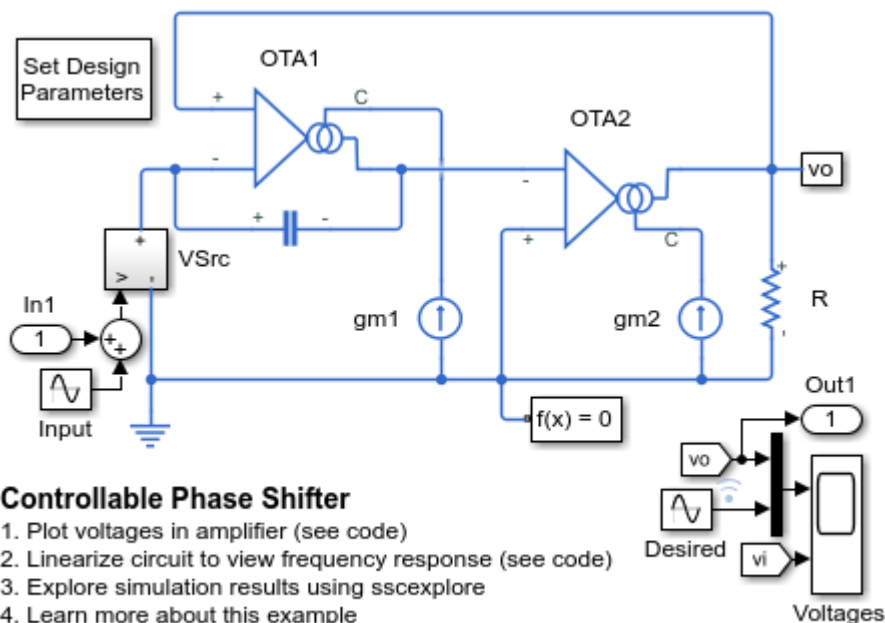 Set Design
Parameters
OTA1
+
C
-
OTA2
-
+
C
vo
+
-
+
>
-
VSrc
In1
1
+
+
Input
gm1
gm2
+
R
-
f(x) = 0
Out1
1
vo
Desired
vi
Voltages
Controllable Phase Shifter
1. Plot voltages in amplifier (see code)
2. Linearize circuit to view frequency response (see code)
3. Explore simulation results using sscexplore
4. Learn more about this example